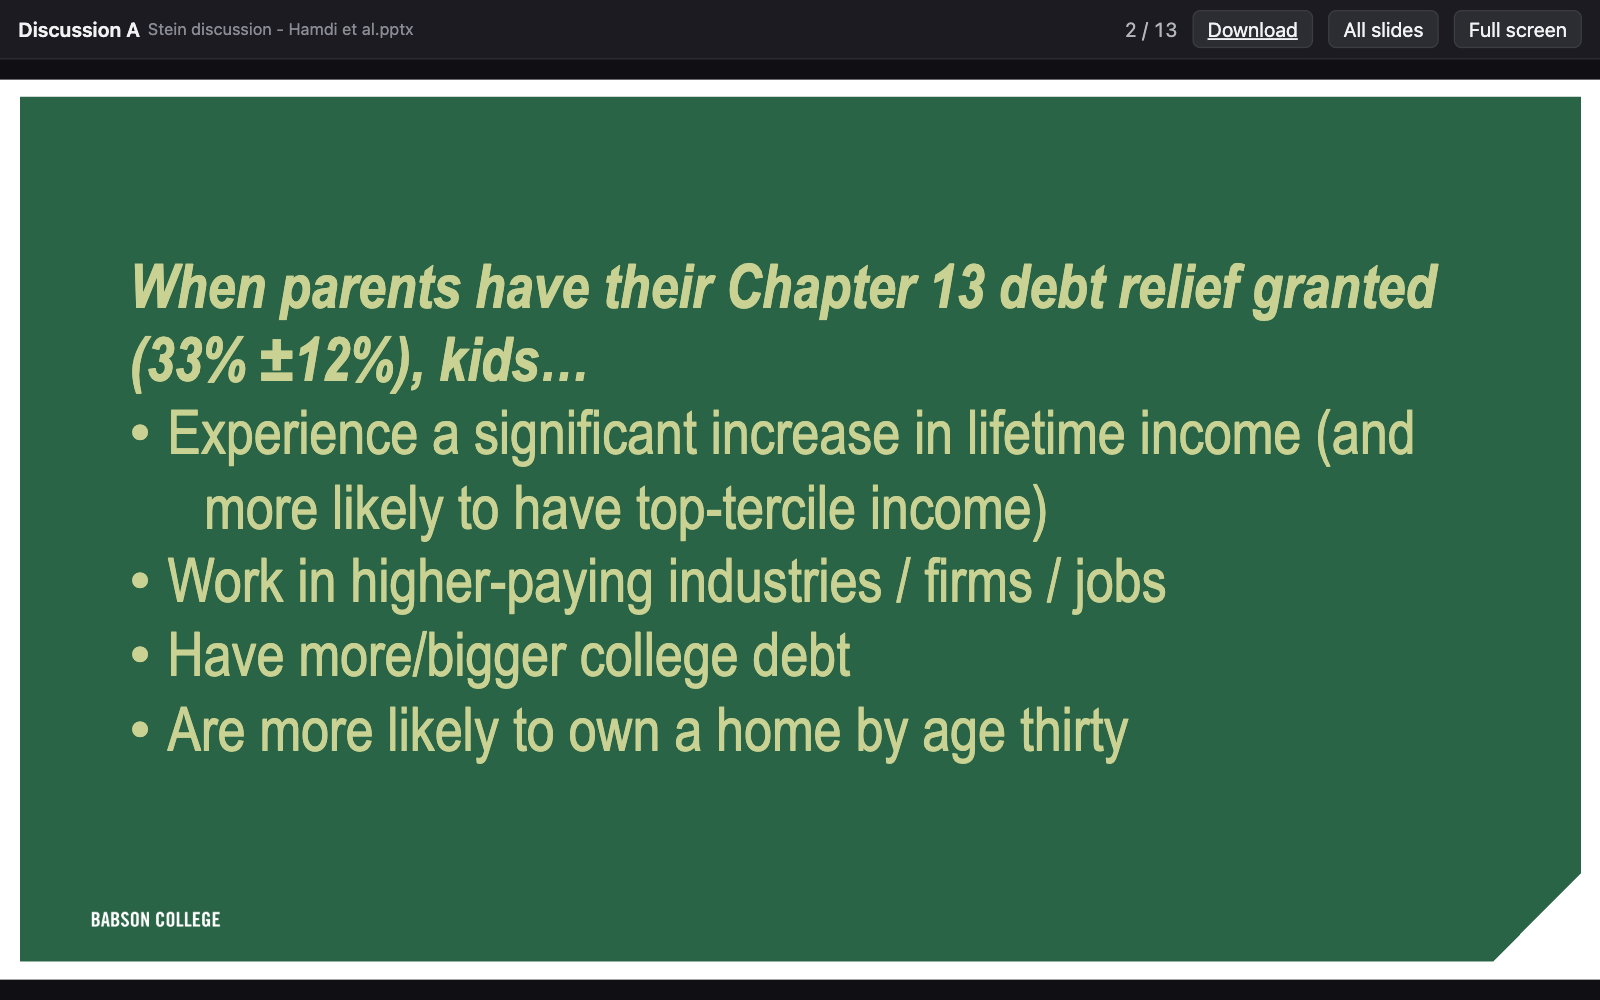 Discussion A Stein discussion - Hamdi et al.pptx 2 / 13 Download All slides Full screen
When parents have their Chapter 13 debt relief granted
(33% ±12%), kids...
• Experience a significant increase in lifetime income (and
more likely to have top-tercile income)
• Work in higher-paying industries / firms / jobs
• Have more/bigger college debt
• Are more likely to own a home by age thirty
BABSON COLLEGE